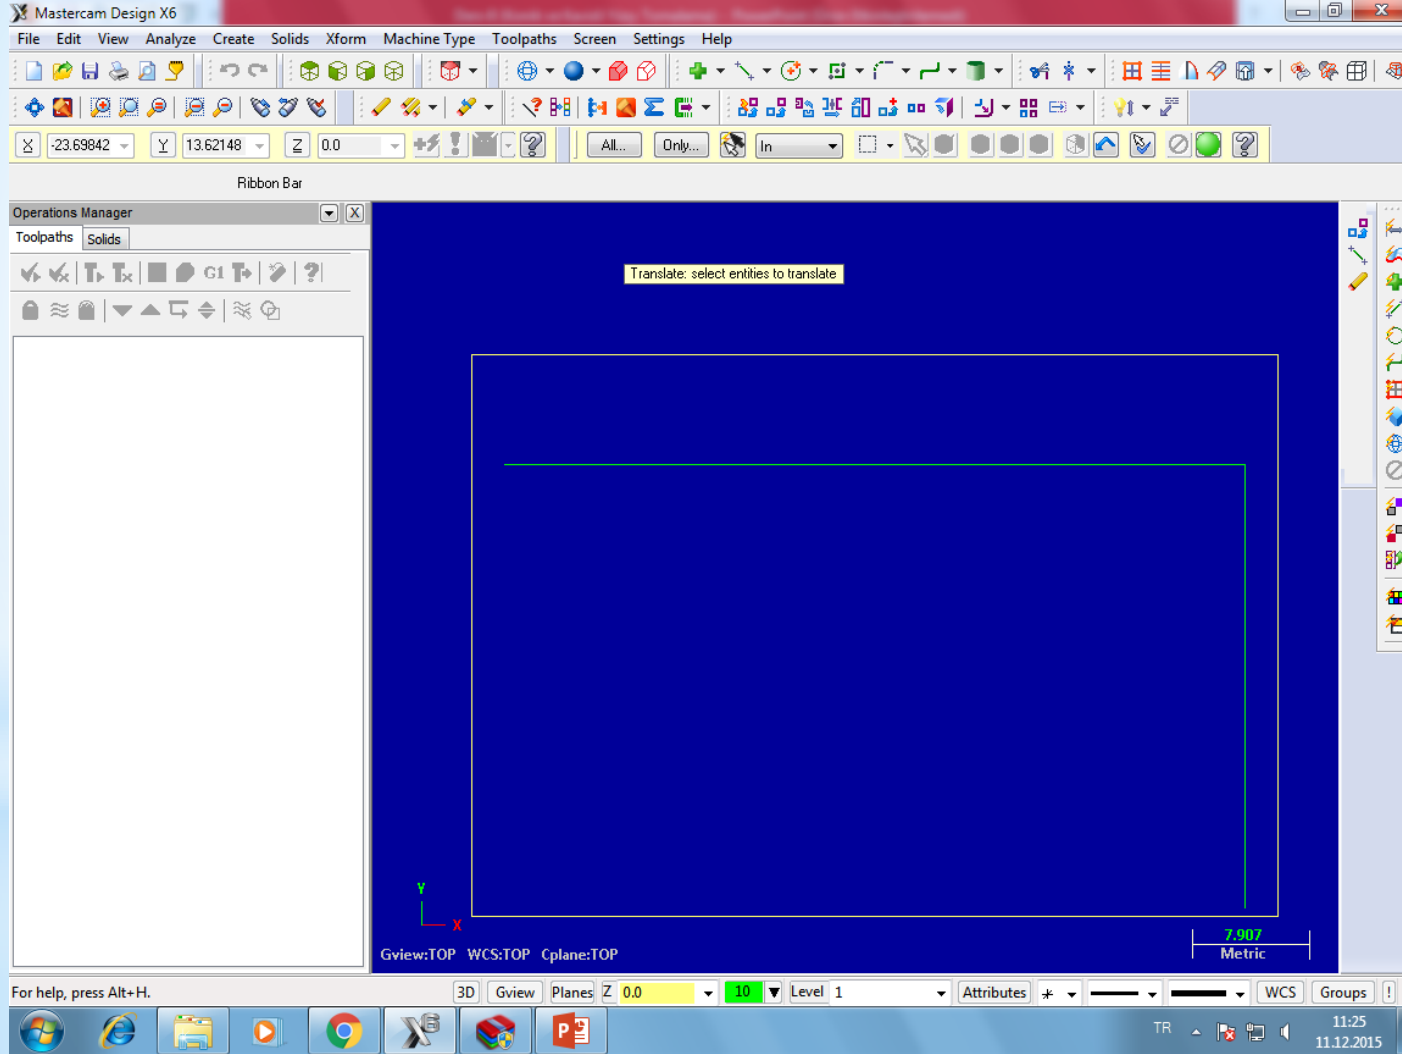 Mastercam Design X6
File Edit View Analyze Create Solids Xform Machine Type Toolpaths Screen Settings Help
X -23.69842 Y 13.62148 Z 0.0 All... Only... In
Ribbon Bar
Operations Manager
Toolpaths Solids
G1
Translate: select entities to translate
Y
X
7.907
Metric
Gview:TOP WCS:TOP Cplane:TOP
For help, press Alt+H. 3D Gview Planes Z 0.0 10 Level 1 Attributes WCS Groups !
TR 11:25
11.12.2015